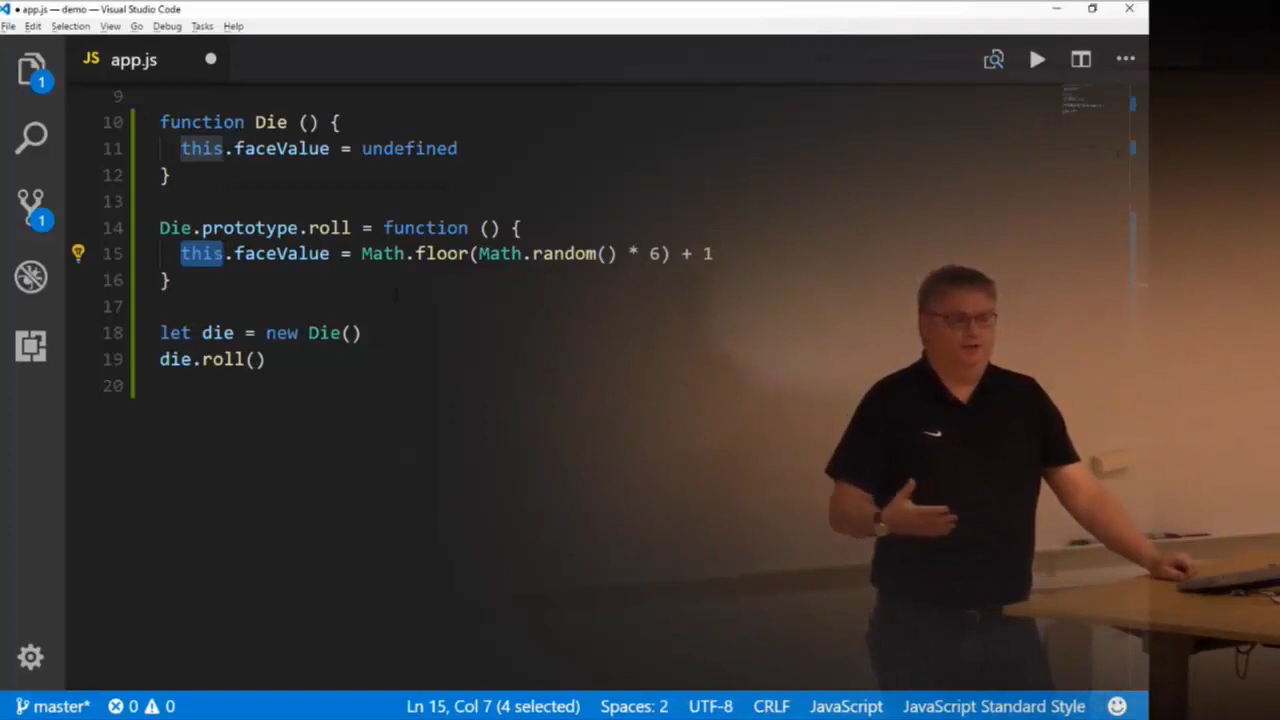 ● app.js — demo — Visual Studio Code
File Edit Selection View Go Debug Tasks Help
JS app.js
1
9
10 function Die () {
11 this.faceValue = undefined
12 }
13
14 Die.prototype.roll = function () {
15 this.faceValue = Math.floor(Math.random() * 6) + 1
16 }
17
18 let die = new Die()
19 die.roll()
20
1
master* 0 0 Ln 15, Col 7 (4 selected) Spaces: 2 UTF-8 CRLF JavaScript JavaScript Standard Style